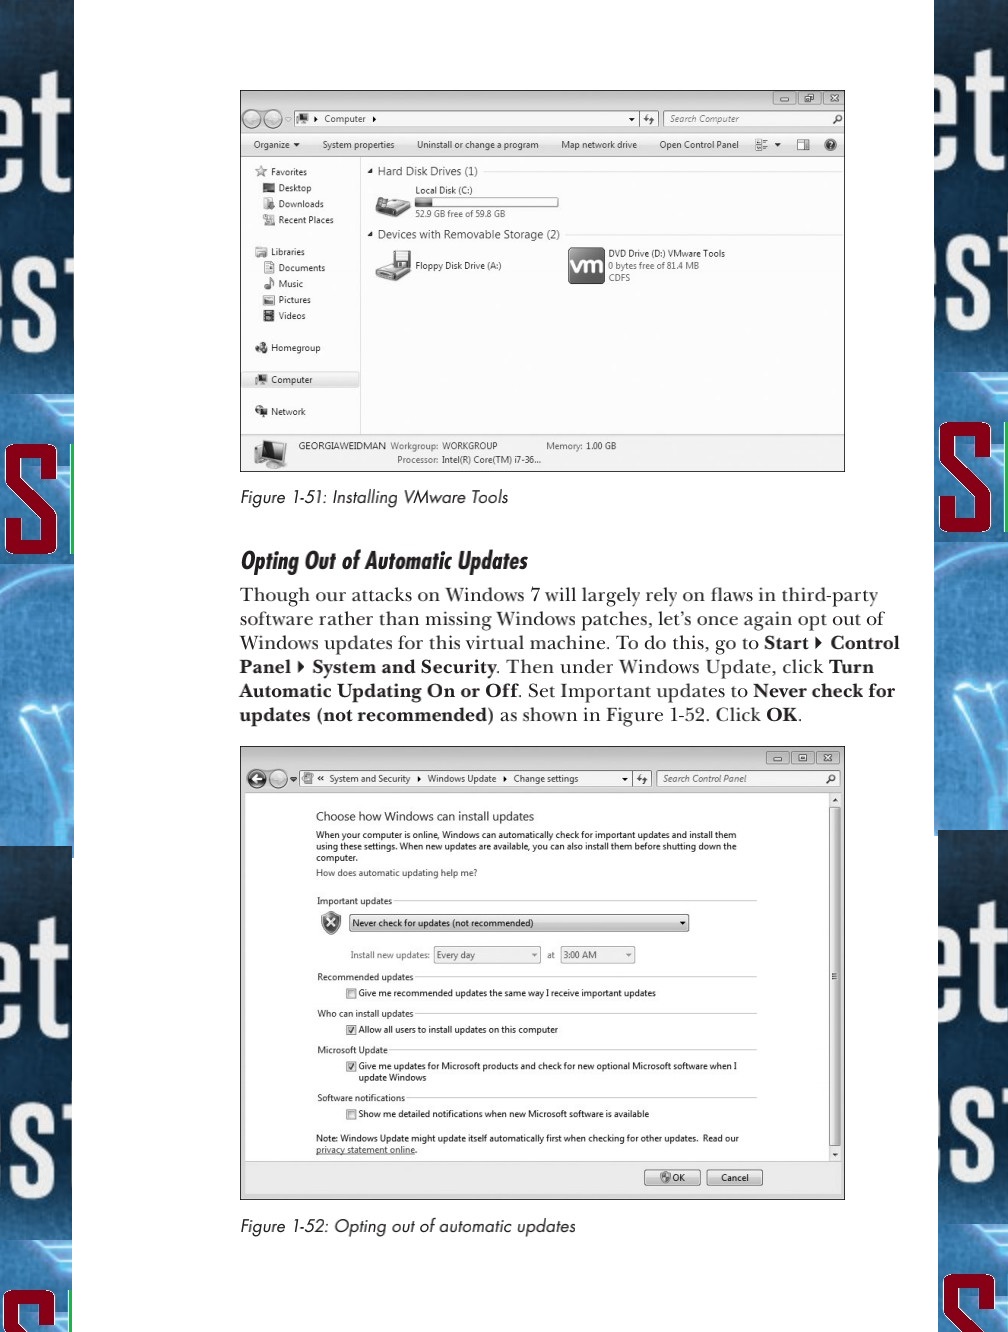 Computer
Search Computer
Organize
System properties
Uninstall or change a program
Map network drive
Open Control Panel
Favorites
Desktop
Downloads
Recent Places
Libraries
Documents
Music
Pictures
Videos
Homegroup
Computer
Network
Hard Disk Drives (1)
Local Disk (C:)
52.9 GB free of 59.8 GB
Devices with Removable Storage (2)
Floppy Disk Drive (A:)
vm
DVD Drive (D:) VMware Tools
0 bytes free of 81.4 MB
CDFS
GEORGIAWEIDMAN Workgroup: WORKGROUP Memory: 1.00 GB
Processor: Intel(R) Core(TM) i7-36...
Figure 1-51: Installing VMware Tools
Opting Out of Automatic Updates
Though our attacks on Windows 7 will largely rely on flaws in third-party
software rather than missing Windows patches, let’s once again opt out of
Windows updates for this virtual machine. To do this, go to Start ▸ Control
Panel ▸ System and Security. Then under Windows Update, click Turn
Automatic Updating On or Off. Set Important updates to Never check for
updates (not recommended) as shown in Figure 1-52. Click OK.
« System and Security ▸ Windows Update ▸ Change settings
Search Control Panel
Choose how Windows can install updates
When your computer is online, Windows can automatically check for important updates and install them
using these settings. When new updates are available, you can also install them before shutting down the
computer.
How does automatic updating help me?
Important updates
Never check for updates (not recommended)
Install new updates: Every day at 3:00 AM
Recommended updates
Give me recommended updates the same way I receive important updates
Who can install updates
Allow all users to install updates on this computer
Microsoft Update
Give me updates for Microsoft products and check for new optional Microsoft software when I
update Windows
Software notifications
Show me detailed notifications when new Microsoft software is available
Note: Windows Update might update itself automatically first when checking for other updates. Read our
privacy statement online.
OK
Cancel
Figure 1-52: Opting out of automatic updates